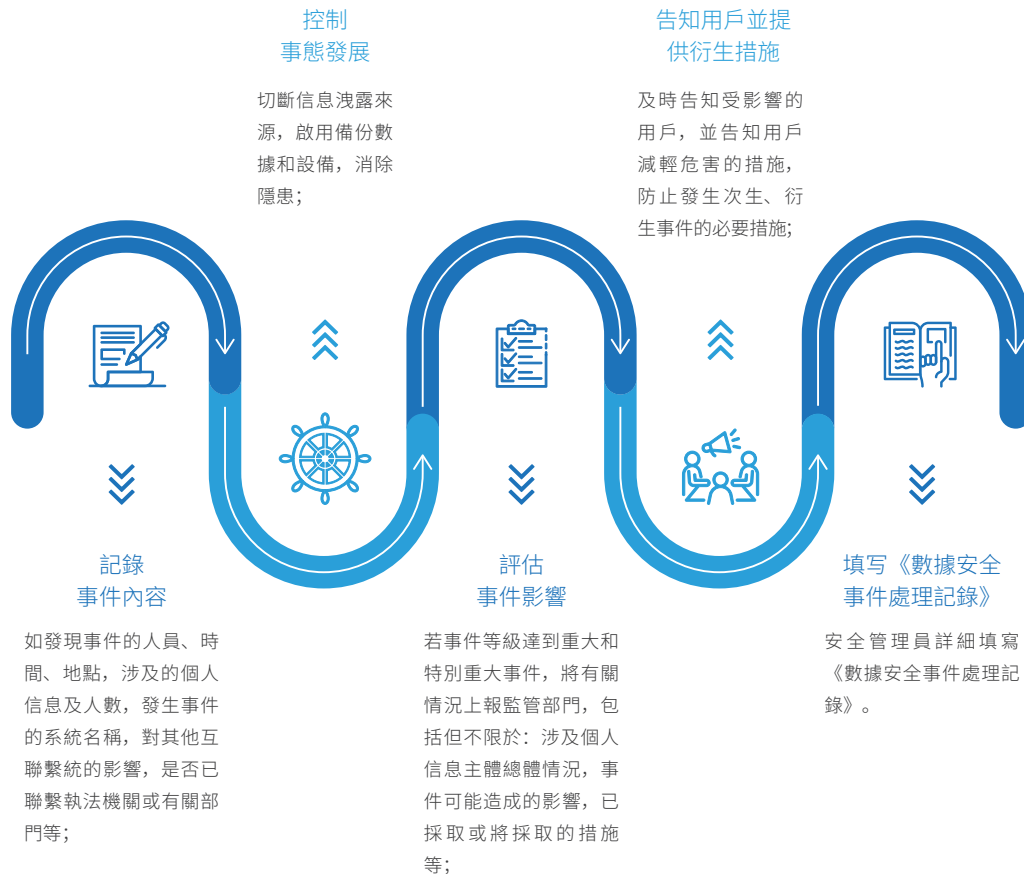 記錄
事件內容
如發現事件的人員、時
間、地點，涉及的個人
信息及人數，發生事件
的系統名稱，對其他互
聯繫統的影響，是否已
聯繫執法機關或有關部
門等；
控制
事態發展
切斷信息洩露來
源，啟用備份數
據和設備，消除
隱患；
評估
事件影響
若事件等級達到重大和
特別重大事件，將有關
情況上報監管部門，包
括但不限於：涉及個人
信息主體總體情況，事
件可能造成的影響，已
採取或將採取的措施
等；
告知用戶並提
供衍生措施
及時告知受影響的
用戶，並告知用戶
減輕危害的措施，
防止發生次生、衍
生事件的必要措施；
填写《數據安全
事件處理記錄》
安全管理員詳細填寫
《數據安全事件處理記
錄》。